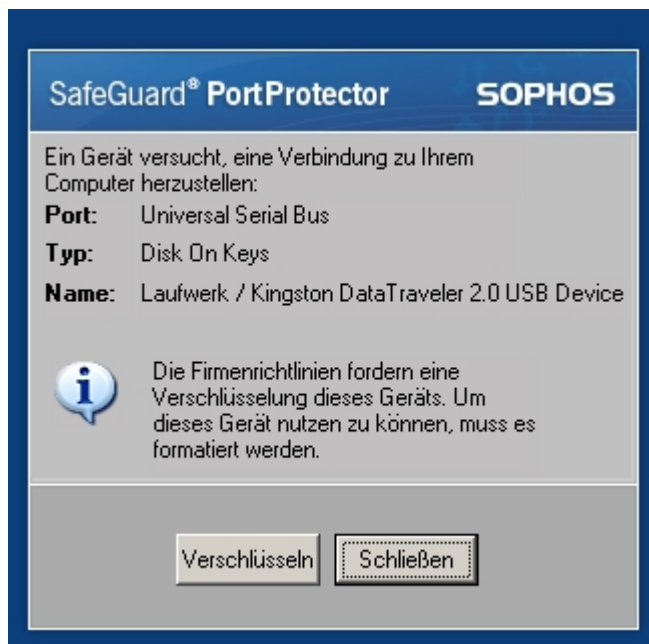 SafeGuard® PortProtector SOPHOS
Ein Gerät versucht, eine Verbindung zu Ihrem
Computer herzustellen:
Port: Universal Serial Bus
Typ: Disk On Keys
Name: Laufwerk / Kingston DataTraveler 2.0 USB Device
Die Firmenrichtlinien fordern eine
Verschlüsselung dieses Geräts. Um
dieses Gerät nutzen zu können, muss es
formatiert werden.
Verschlüsseln Schließen